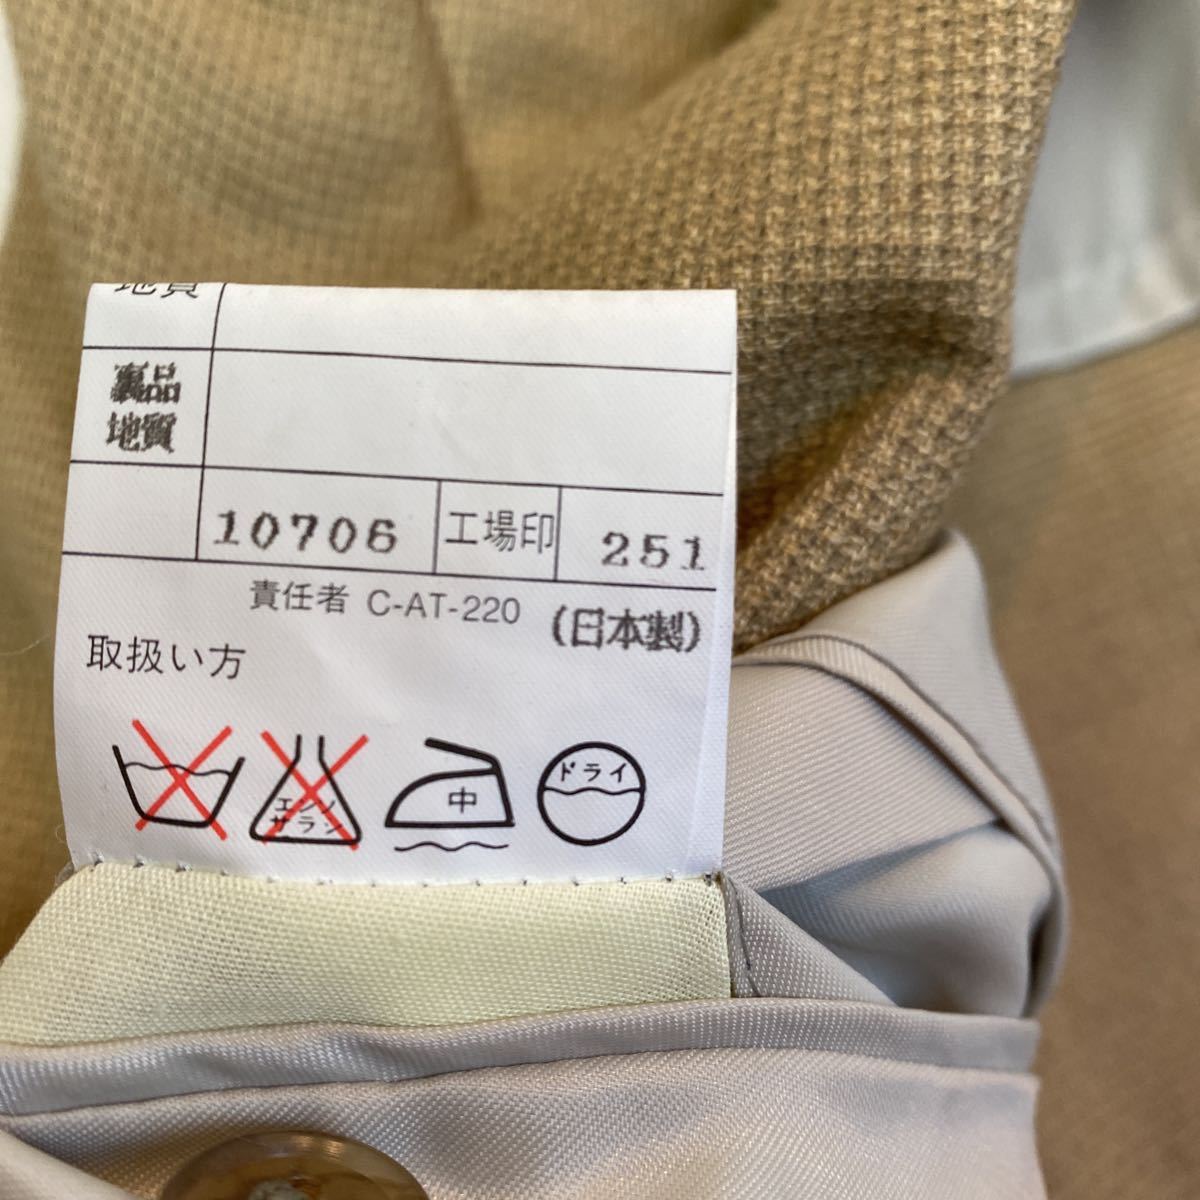 地質
裏品
地質
10706 工場印 251
責任者 C-AT-220 (日本製)
取扱い方
エンソ
サラシ
中
ドライ